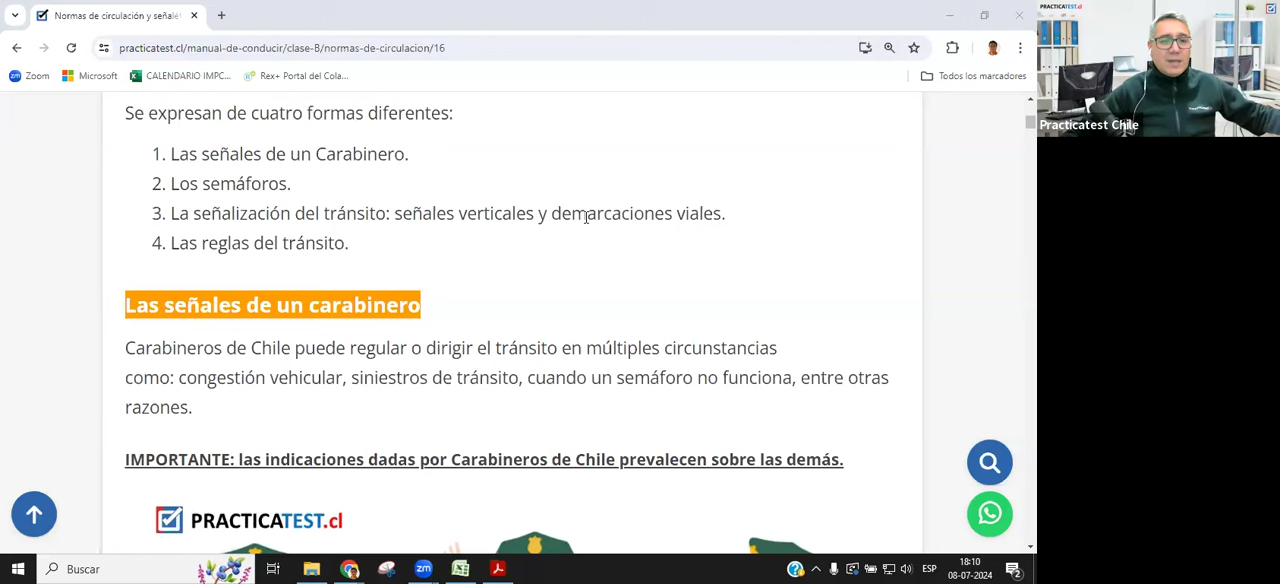 Normas de circulación y señalét
practicatest.cl/manual-de-conducir/clase-B/normas-de-circulacion/16
Zoom
Microsoft
CALENDARIO IMPC...
Rex+ Portal del Cola...
Todos los marcadores
PRACTICATEST.cl
Practicatest Chile
Se expresan de cuatro formas diferentes:
1. Las señales de un Carabinero.
2. Los semáforos.
3. La señalización del tránsito: señales verticales y demarcaciones viales.
4. Las reglas del tránsito.
Las señales de un carabinero
Carabineros de Chile puede regular o dirigir el tránsito en múltiples circunstancias
como: congestión vehicular, siniestros de tránsito, cuando un semáforo no funciona, entre otras
razones.
IMPORTANTE: las indicaciones dadas por Carabineros de Chile prevalecen sobre las demás.
PRACTICATEST.cl
Buscar
ESP
18:10
08-07-2024